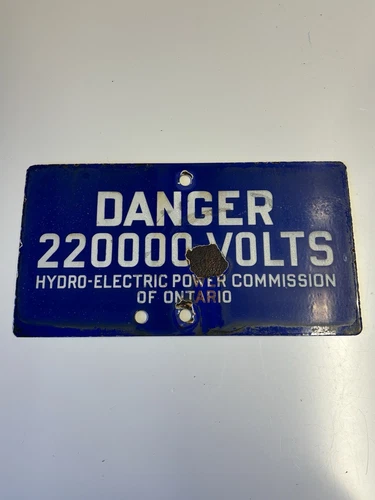 DANGER
220000 VOLTS
HYDRO-ELECTRIC POWER COMMISSION
OF ONTARIO